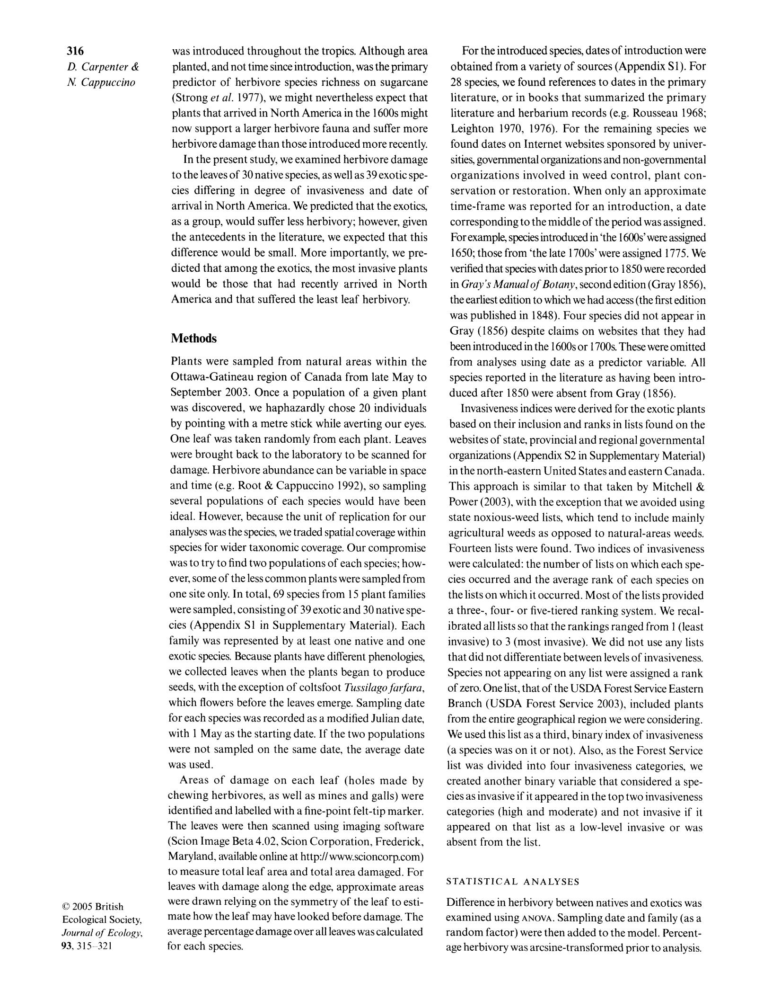 316
D. Carpenter &
N. Cappuccino
was introduced throughout the tropics. Although area
planted, and not time since introduction, was the primary
predictor of herbivore species richness on sugarcane
(Strong et al. 1977), we might nevertheless expect that
plants that arrived in North America in the 1600s might
now support a larger herbivore fauna and suffer more
herbivore damage than those introduced more recently.
In the present study, we examined herbivore damage
to the leaves of 30 native species, as well as 39 exotic spe-
cies differing in degree of invasiveness and date of
arrival in North America. We predicted that the exotics,
as a group, would suffer less herbivory; however, given
the antecedents in the literature, we expected that this
difference would be small. More importantly, we pre-
dicted that among the exotics, the most invasive plants
would be those that had recently arrived in North
America and that suffered the least leaf herbivory.
Methods
Plants were sampled from natural areas within the
Ottawa-Gatineau region of Canada from late May to
September 2003. Once a population of a given plant
was discovered, we haphazardly chose 20 individuals
by pointing with a metre stick while averting our eyes.
One leaf was taken randomly from each plant. Leaves
were brought back to the laboratory to be scanned for
damage. Herbivore abundance can be variable in space
and time (e.g. Root & Cappuccino 1992), so sampling
several populations of each species would have been
ideal. However, because the unit of replication for our
analyses was the species, we traded spatial coverage within
species for wider taxonomic coverage. Our compromise
was to try to find two populations of each species; how-
ever, some of the less common plants were sampled from
one site only. In total, 69 species from 15 plant families
were sampled, consisting of 39 exotic and 30 native spe-
cies (Appendix S1 in Supplementary Material). Each
family was represented by at least one native and one
exotic species. Because plants have different phenologies,
we collected leaves when the plants began to produce
seeds, with the exception of coltsfoot Tussilago farfara,
which flowers before the leaves emerge. Sampling date
for each species was recorded as a modified Julian date,
with 1 May as the starting date. If the two populations
were not sampled on the same date, the average date
was used.
Areas of damage on each leaf (holes made by
chewing herbivores, as well as mines and galls) were
identified and labelled with a fine-point felt-tip marker.
The leaves were then scanned using imaging software
(Scion Image Beta 4.02, Scion Corporation, Frederick,
Maryland, available online at http://www.scioncorp.com)
to measure total leaf area and total area damaged. For
leaves with damage along the edge, approximate areas
were drawn relying on the symmetry of the leaf to esti-
mate how the leaf may have looked before damage. The
average percentage damage over all leaves was calculated
for each species.
For the introduced species, dates of introduction were
obtained from a variety of sources (Appendix S1). For
28 species, we found references to dates in the primary
literature, or in books that summarized the primary
literature and herbarium records (e.g. Rousseau 1968;
Leighton 1970, 1976). For the remaining species we
found dates on Internet websites sponsored by univer-
sities, governmental organizations and non-governmental
organizations involved in weed control, plant con-
servation or restoration. When only an approximate
time-frame was reported for an introduction, a date
corresponding to the middle of the period was assigned.
For example, species introduced in ‘the 1600s’ were assigned
1650; those from ‘the late 1700s’ were assigned 1775. We
verified that species with dates prior to 1850 were recorded
in Gray’s Manual of Botany, second edition (Gray 1856),
the earliest edition to which we had access (the first edition
was published in 1848). Four species did not appear in
Gray (1856) despite claims on websites that they had
been introduced in the 1600s or 1700s. These were omitted
from analyses using date as a predictor variable. All
species reported in the literature as having been intro-
duced after 1850 were absent from Gray (1856).
Invasiveness indices were derived for the exotic plants
based on their inclusion and ranks in lists found on the
websites of state, provincial and regional governmental
organizations (Appendix S2 in Supplementary Material)
in the north-eastern United States and eastern Canada.
This approach is similar to that taken by Mitchell &
Power (2003), with the exception that we avoided using
state noxious-weed lists, which tend to include mainly
agricultural weeds as opposed to natural-areas weeds.
Fourteen lists were found. Two indices of invasiveness
were calculated: the number of lists on which each spe-
cies occurred and the average rank of each species on
the lists on which it occurred. Most of the lists provided
a three-, four- or five-tiered ranking system. We recal-
ibrated all lists so that the rankings ranged from 1 (least
invasive) to 3 (most invasive). We did not use any lists
that did not differentiate between levels of invasiveness.
Species not appearing on any list were assigned a rank
of zero. One list, that of the USDA Forest Service Eastern
Branch (USDA Forest Service 2003), included plants
from the entire geographical region we were considering.
We used this list as a third, binary index of invasiveness
(a species was on it or not). Also, as the Forest Service
list was divided into four invasiveness categories, we
created another binary variable that considered a spe-
cies as invasive if it appeared in the top two invasiveness
categories (high and moderate) and not invasive if it
appeared on that list as a low-level invasive or was
absent from the list.
STATISTICAL ANALYSES
Difference in herbivory between natives and exotics was
examined using ANOVA. Sampling date and family (as a
random factor) were then added to the model. Percent-
age herbivory was arcsine-transformed prior to analysis.
© 2005 British
Ecological Society,
Journal of Ecology,
93, 315–321